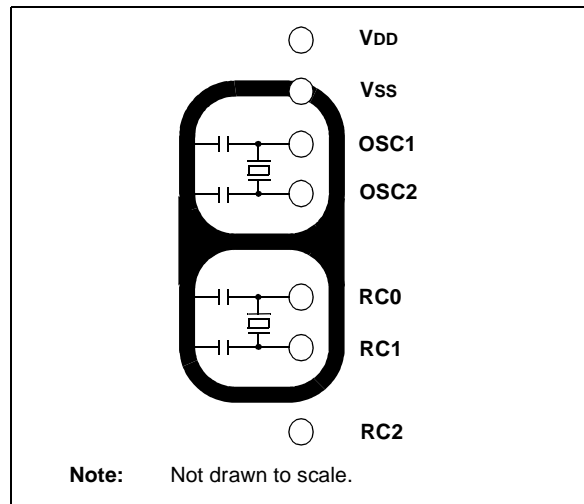 VDD
VSS
OSC1
OSC2
RC0
RC1
RC2
Note: Not drawn to scale.